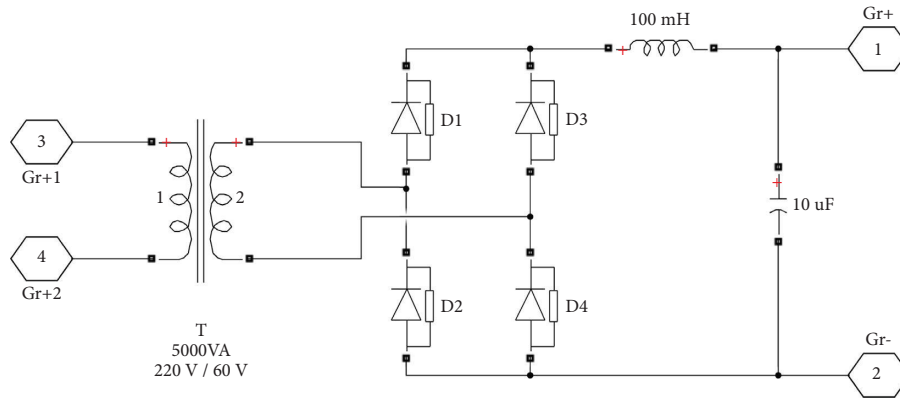 100 mH
Gr+
1
D1
D3
3
Gr+1
1
2
10 uF
4
Gr+2
D2
D4
T
5000VA
220 V / 60 V
Gr-
2